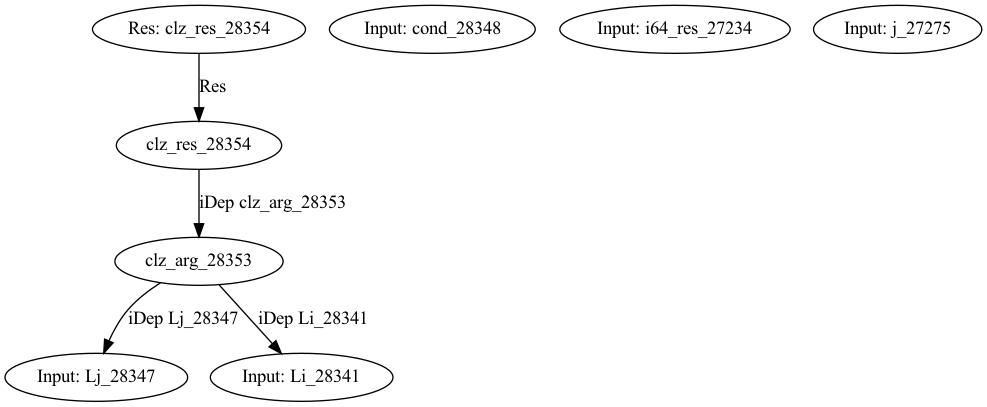 Res: clz_res_28354
Input: cond_28348
Input: i64_res_27234
Input: j_27275
Res
clz_res_28354
iDep clz_arg_28353
clz_arg_28353
iDep Lj_28347
iDep Li_28341
Input: Lj_28347
Input: Li_28341